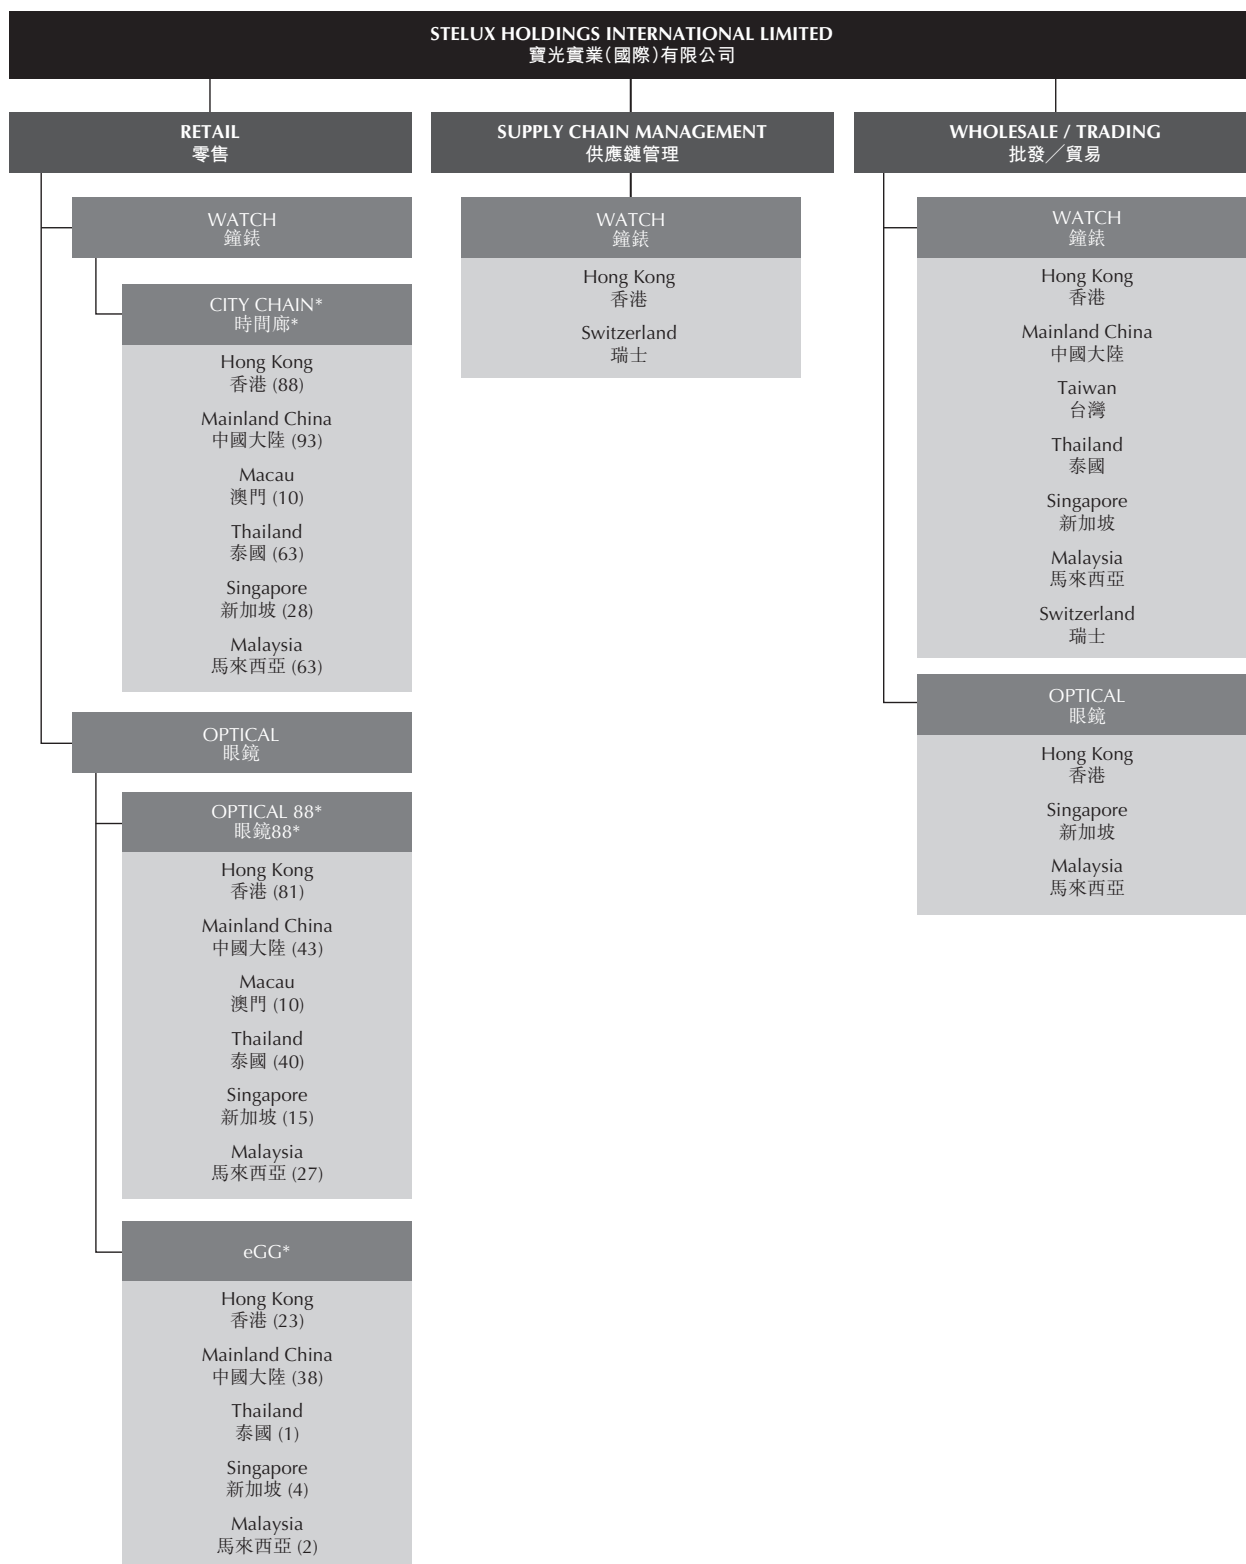 STELUX HOLDINGS INTERNATIONAL LIMITED
寶光實業(國際)有限公司
RETAIL
零售
WATCH
鐘錶
CITY CHAIN*
時間廊*
Hong Kong
香港 (88)
Mainland China
中國大陸 (93)
Macau
澳門 (10)
Thailand
泰國 (63)
Singapore
新加坡 (28)
Malaysia
馬來西亞 (63)
OPTICAL
眼鏡
OPTICAL 88*
眼鏡88*
Hong Kong
香港 (81)
Mainland China
中國大陸 (43)
Macau
澳門 (10)
Thailand
泰國 (40)
Singapore
新加坡 (15)
Malaysia
馬來西亞 (27)
eGG*
Hong Kong
香港 (23)
Mainland China
中國大陸 (38)
Thailand
泰國 (1)
Singapore
新加坡 (4)
Malaysia
馬來西亞 (2)
SUPPLY CHAIN MANAGEMENT
供應鏈管理
WATCH
鐘錶
Hong Kong
香港
Switzerland
瑞士
WHOLESALE / TRADING
批發／貿易
WATCH
鐘錶
Hong Kong
香港
Mainland China
中國大陸
Taiwan
台灣
Thailand
泰國
Singapore
新加坡
Malaysia
馬來西亞
Switzerland
瑞士
OPTICAL
眼鏡
Hong Kong
香港
Singapore
新加坡
Malaysia
馬來西亞